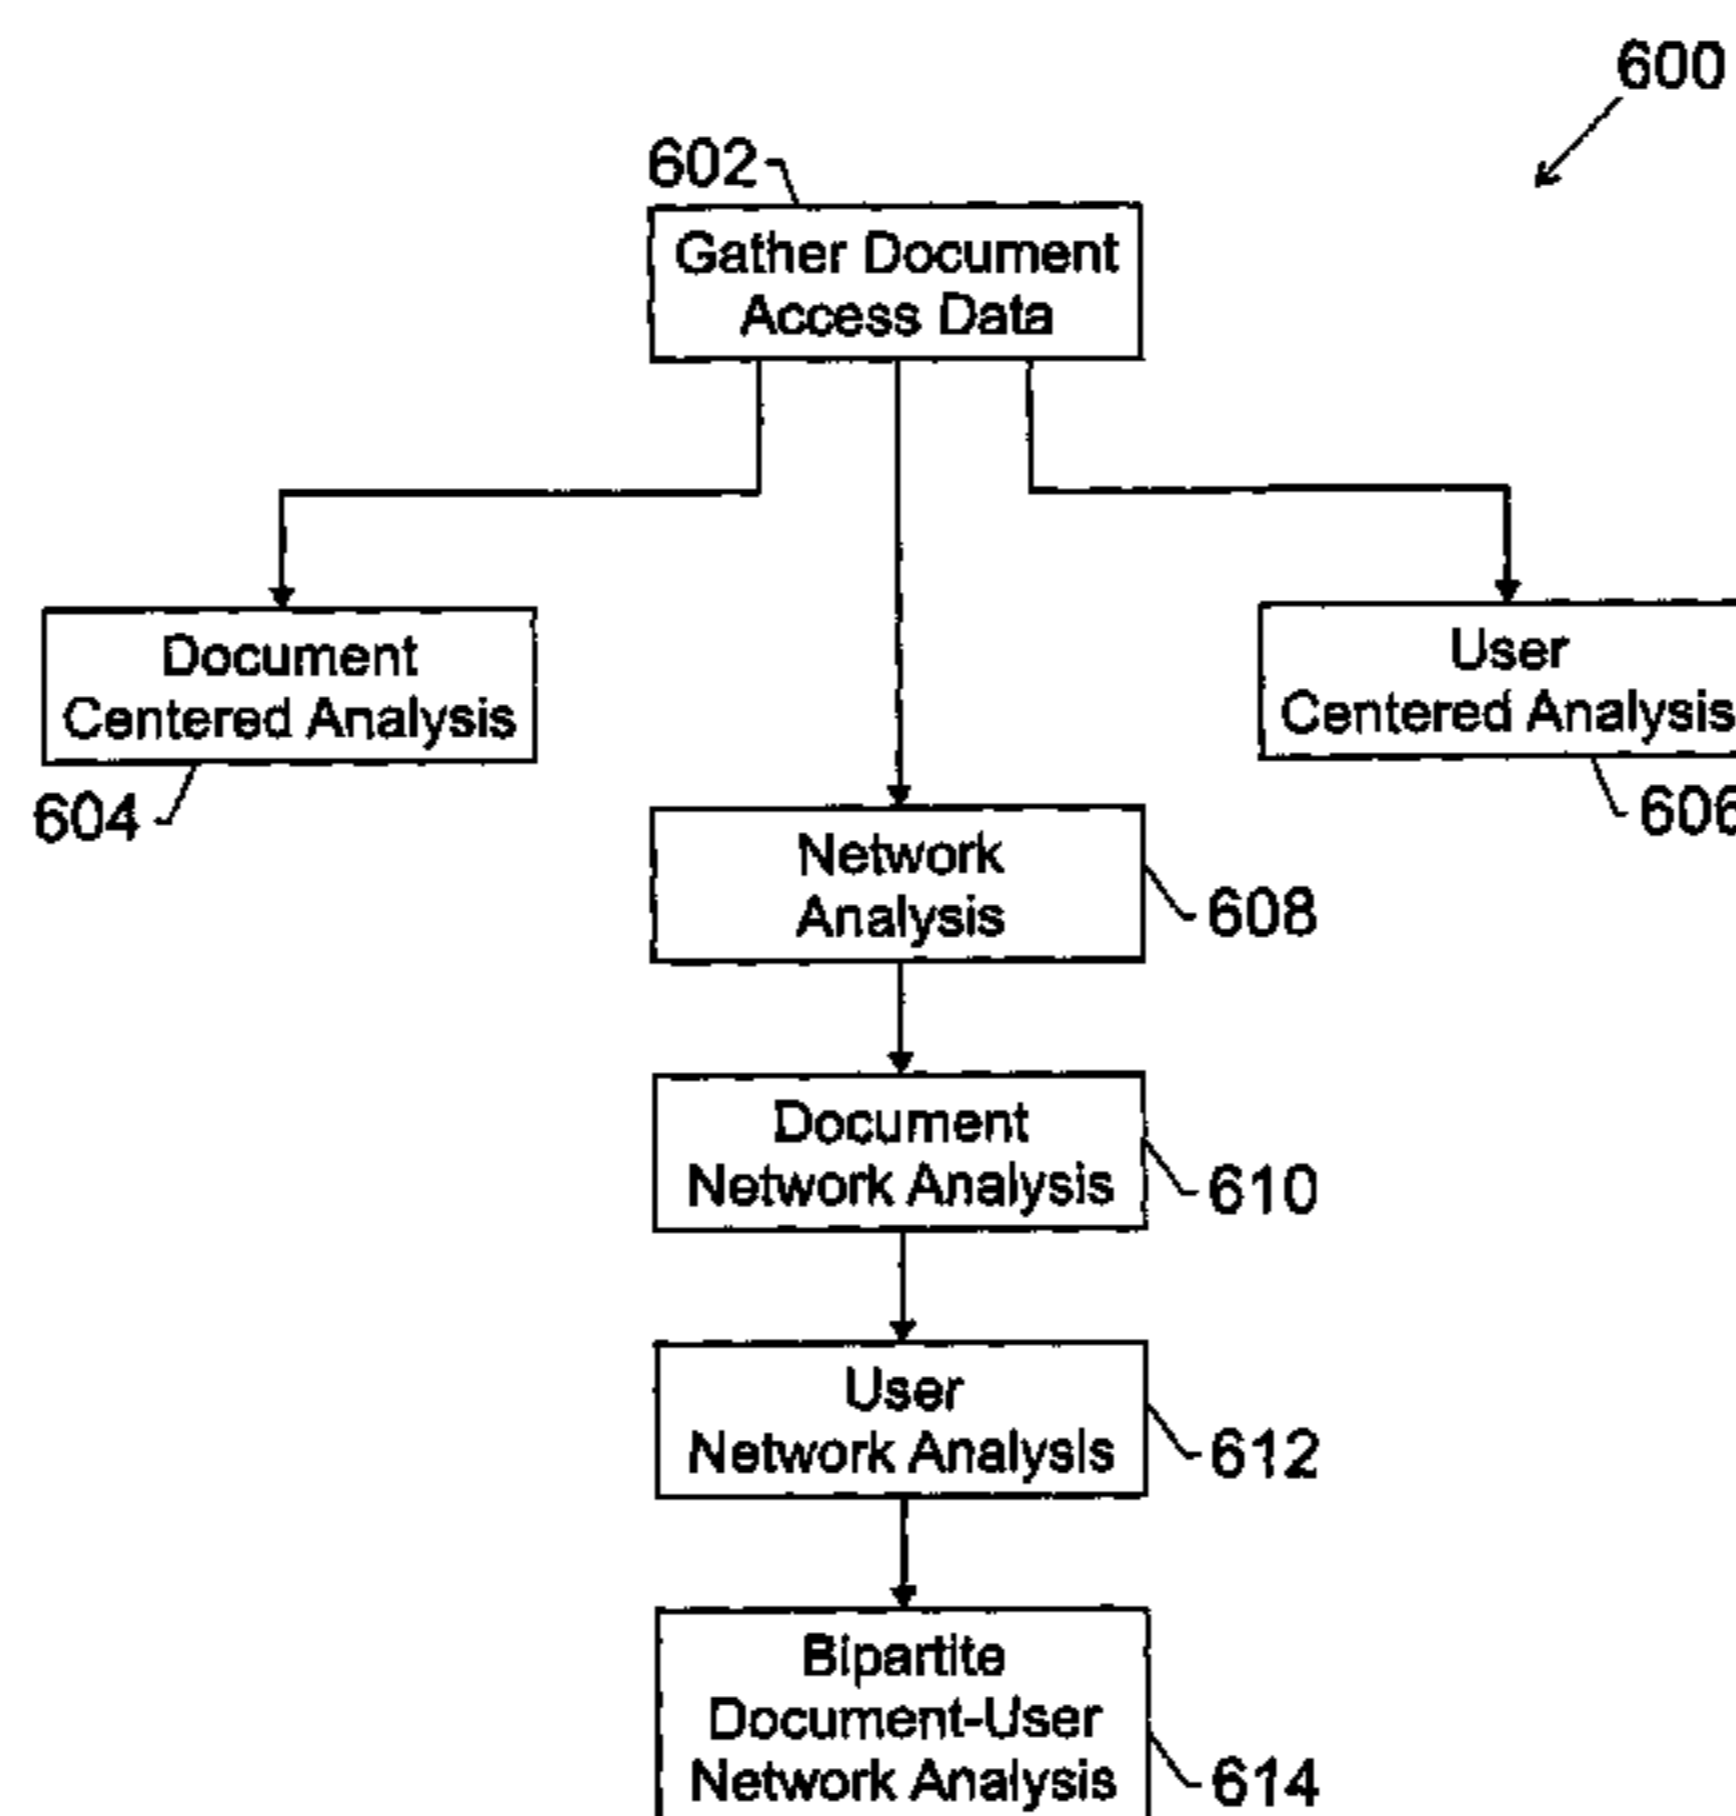 600
602
Gather Document
Access Data
Document
Centered Analysis
604
User
Centered Analysis
606
Network
Analysis
608
Document
Network Analysis
610
User
Network Analysis
612
Bipartite
Document-User
Network Analysis
614